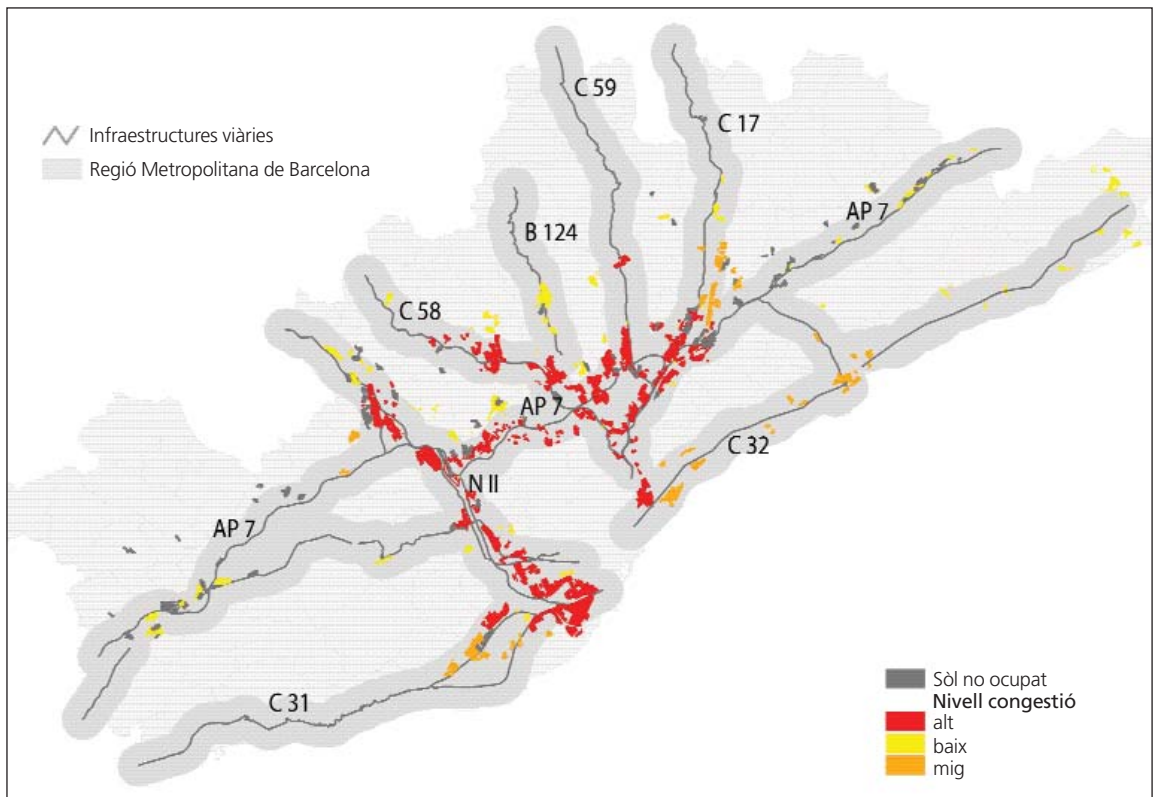 C 59
C 17
Infraestructures viàries
Regió Metropolitana de Barcelona
AP 7
B 124
C 58
AP 7
C 32
N II
AP 7
C 31
Sòl no ocupat
Nivell congestió
alt
baix
mig